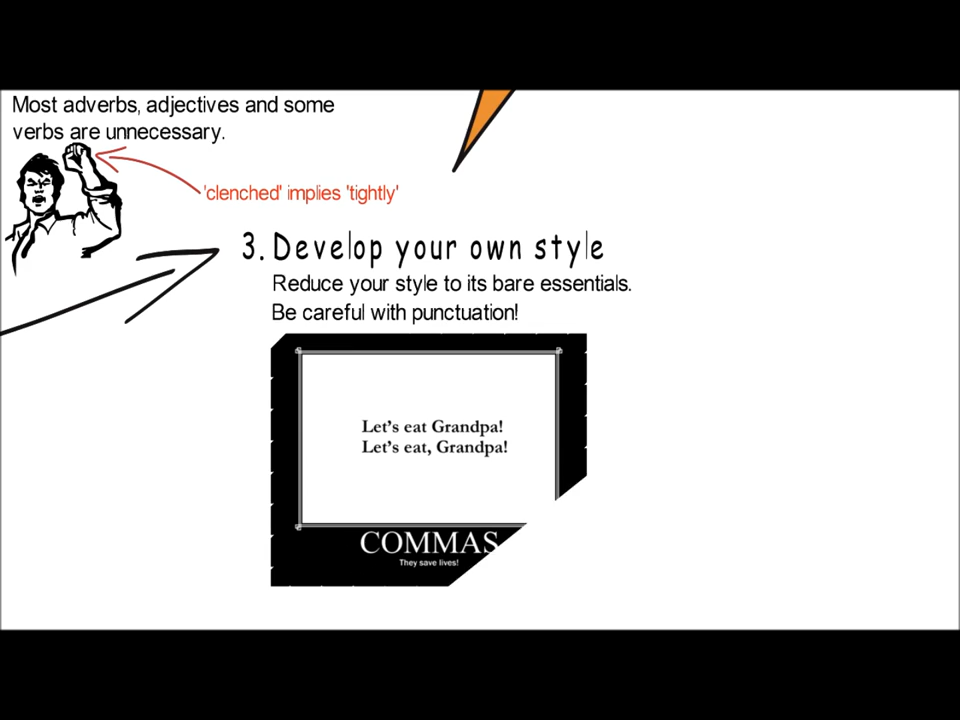 Most adverbs, adjectives and some
verbs are unnecessary.
'clenched' implies 'tightly'
3. Develop your own style
Reduce your style to its bare essentials.
Be careful with punctuation!
Let's eat Grandpa!
Let's eat, Grandpa!
COMMAS
They save lives!